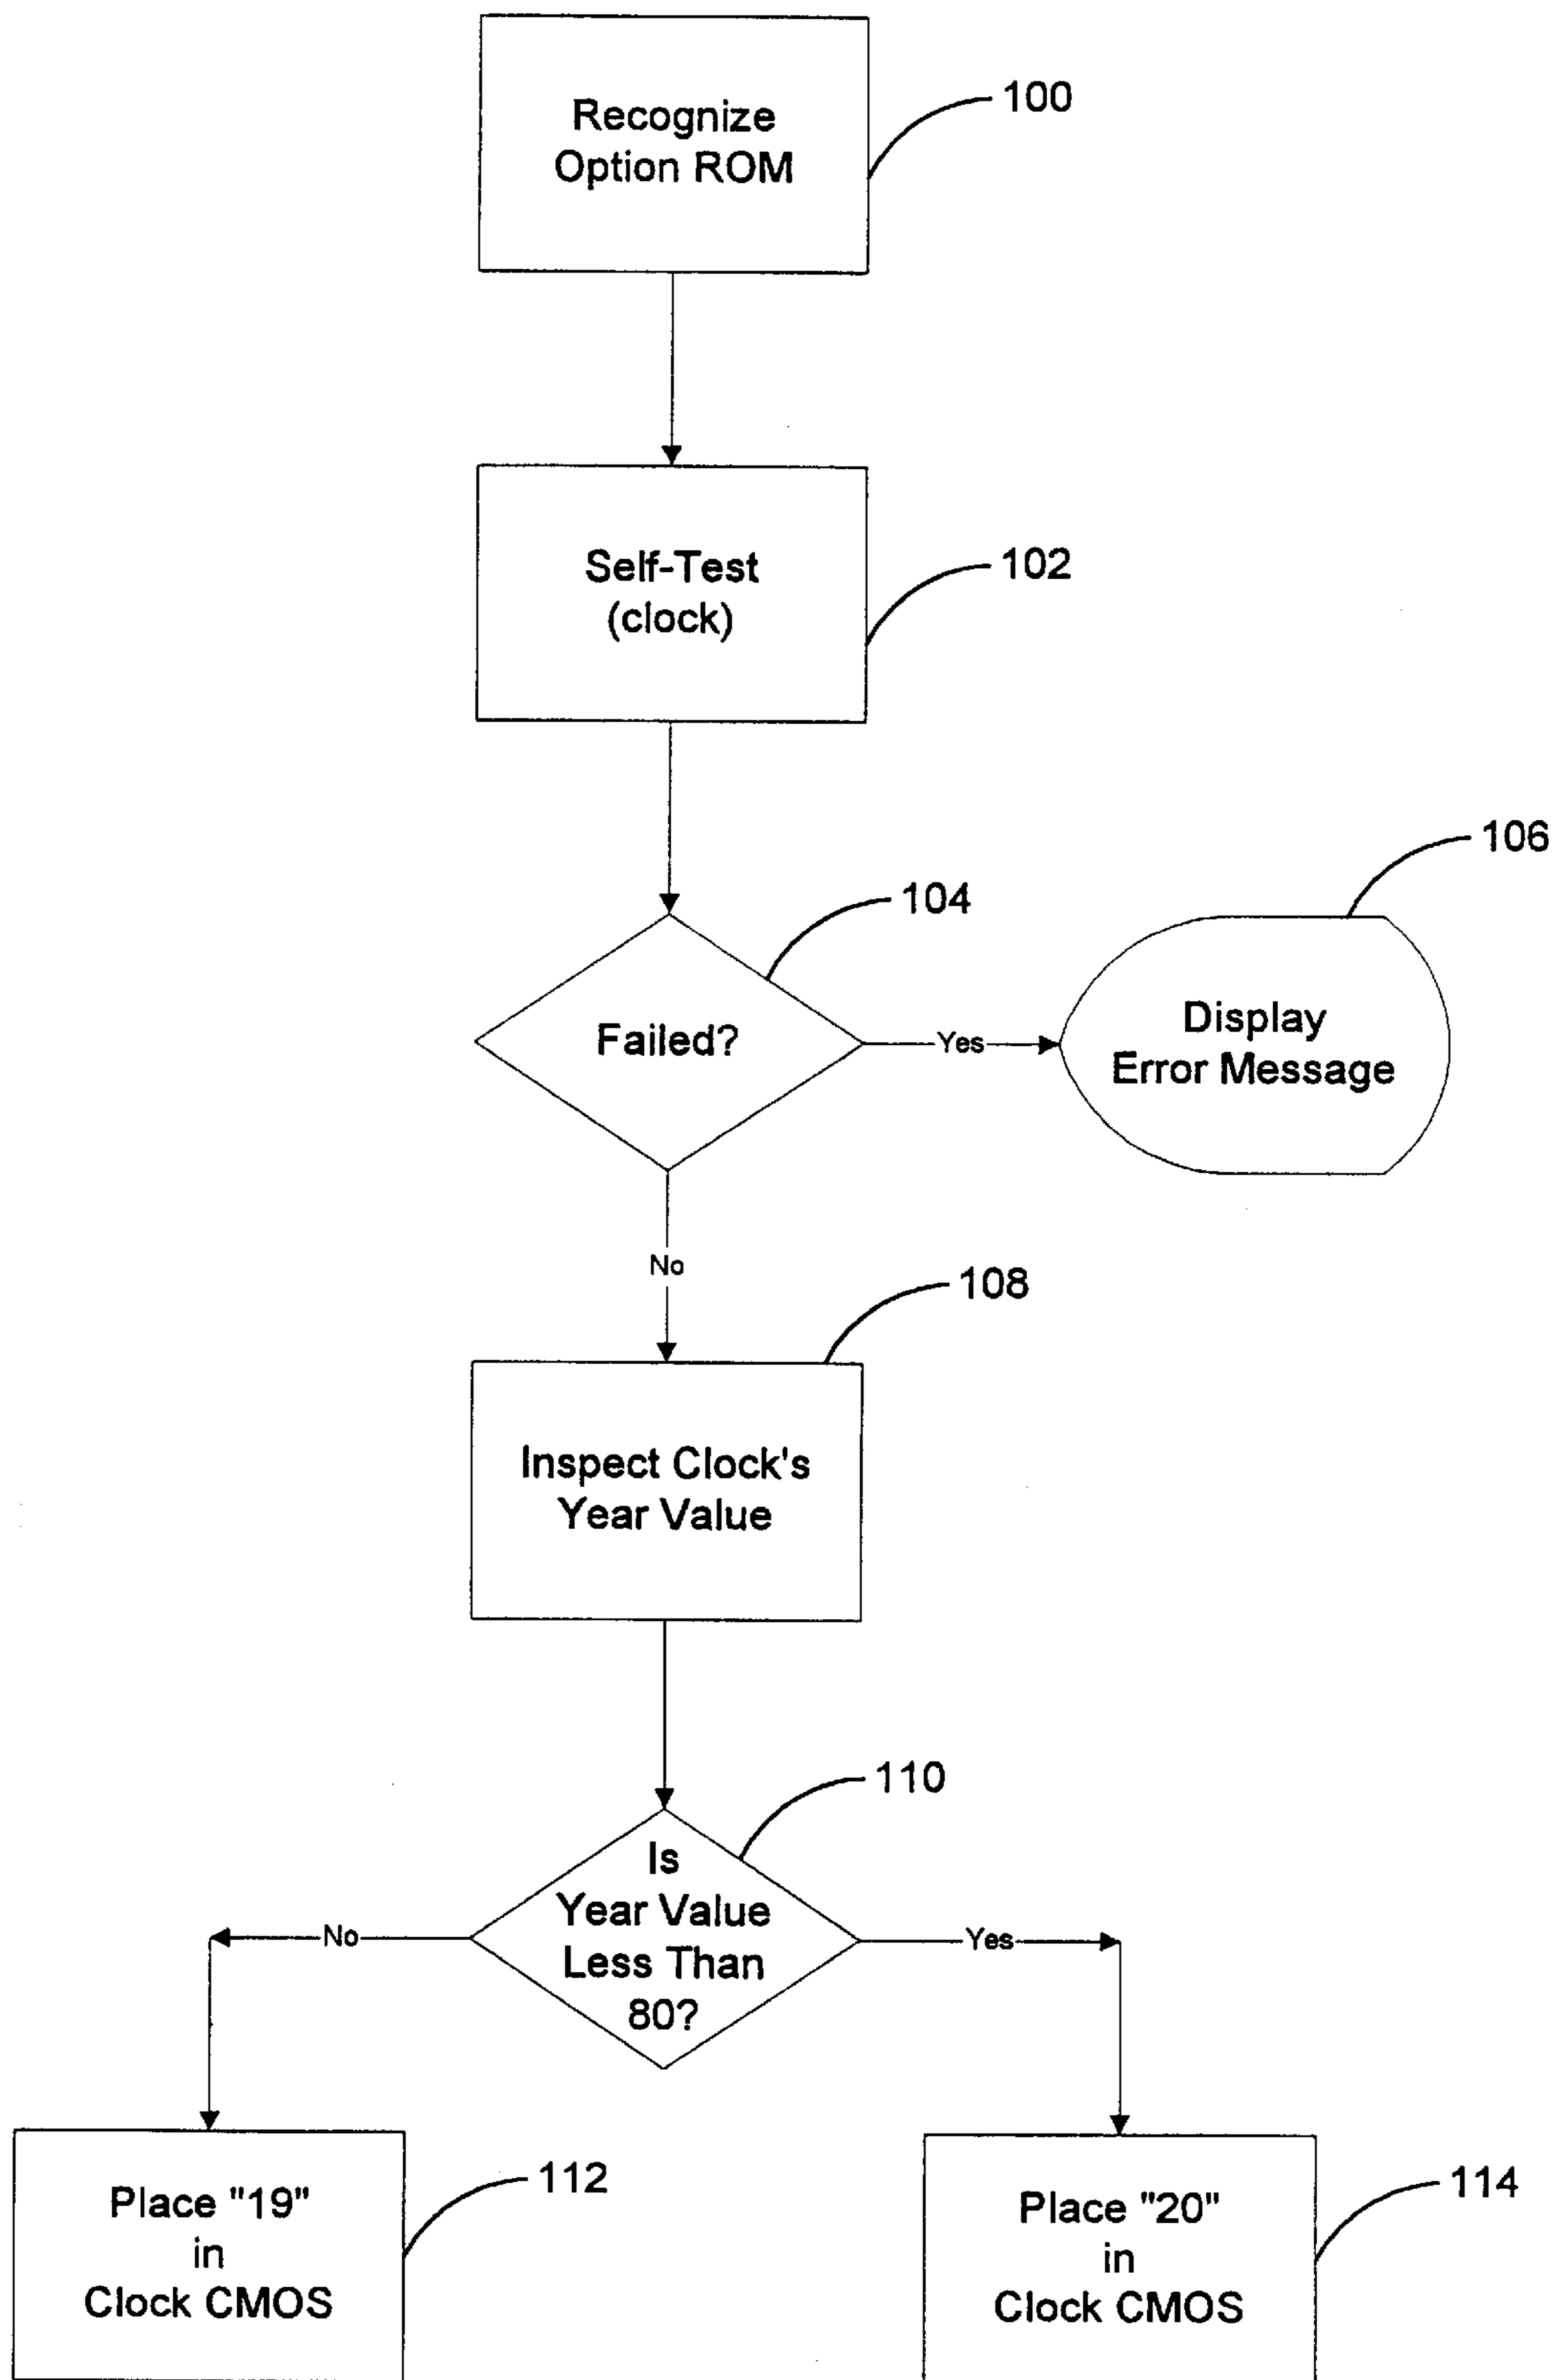 Recognize
Option ROM
100
Self-Test
(clock)
102
104
106
Failed?
Yes
Display
Error Message
No
108
Inspect Clock's
Year Value
110
Is
Year Value
Less Than
80?
No
Yes
Place "19"
in
Clock CMOS
112
Place "20"
in
Clock CMOS
114